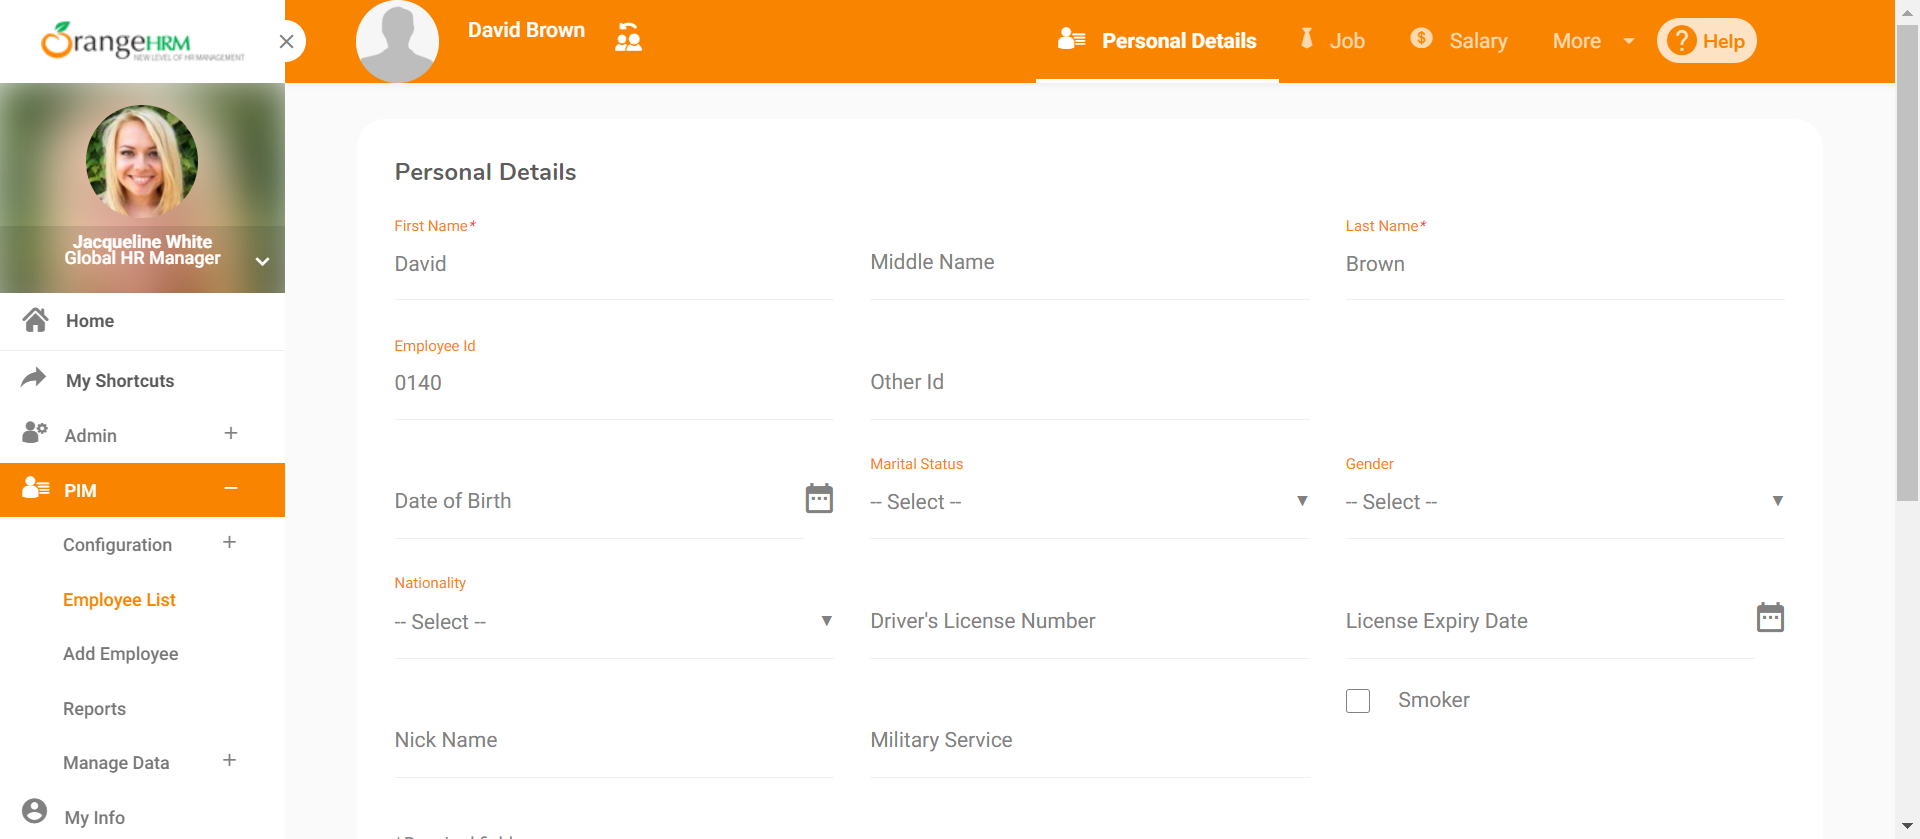 OrangeHRM
NEW LEVEL OF HR MANAGEMENT
David Brown
Personal Details
Job
Salary
More
? Help
Jacqueline White
Global HR Manager
Home
My Shortcuts
Admin
PIM
Configuration
Employee List
Add Employee
Reports
Manage Data
My Info
Personal Details
First Name*
David
Middle Name
Last Name*
Brown
Employee Id
0140
Other Id
Date of Birth
Marital Status
-- Select --
Gender
-- Select --
Nationality
-- Select --
Driver's License Number
License Expiry Date
Smoker
Nick Name
Military Service